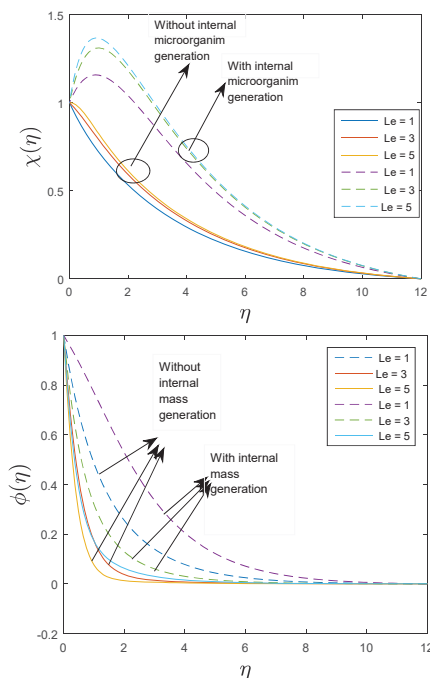 Without internal
microorganim
generation
With internal
microorganim
generation
χ(η)
1.5
1
0.5
0
Le = 1
Le = 3
Le = 5
Le = 1
Le = 3
Le = 5
0 2 4 6 8 10 12
η
Without
internal
mass
generation
With internal
mass
generation
ϕ(η)
1
0.8
0.6
0.4
0.2
0
-0.2
Le = 1
Le = 3
Le = 5
Le = 1
Le = 3
Le = 5
0 2 4 6 8 10 12
η